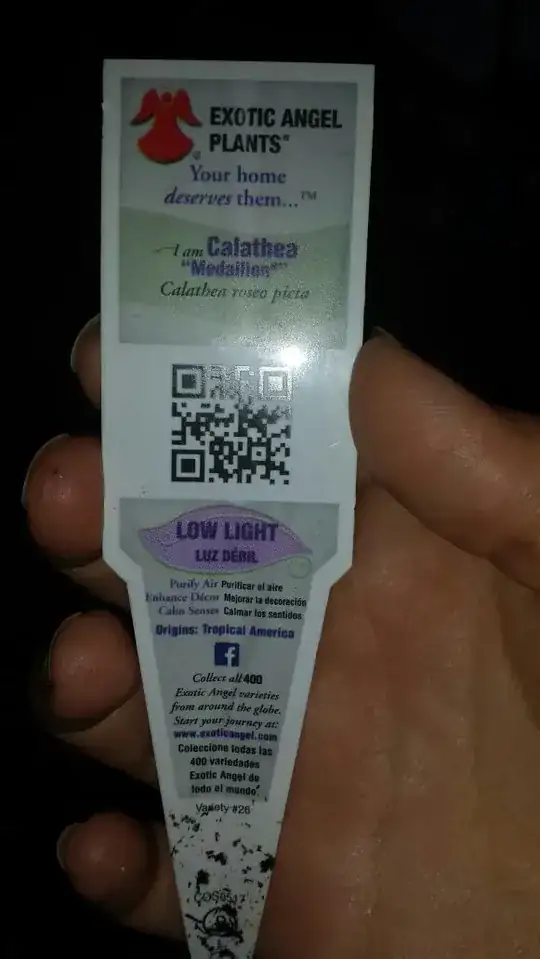 EXOTIC ANGEL
PLANTS®
Your home
deserves them...™
I am Calathea
"Medallion®"
Calathea roseo picta
LOW LIGHT
LUZ DÉBIL
Purify Air Purificar el aire
Enhance Décor Mejorar la decoración
Calm Senses Calmar los sentidos
Origins: Tropical America
f
Collect all 400
Exotic Angel varieties
from around the globe.
Start your journey at:
www.exoticangel.com
Coleccione todas las
400 variedades
Exotic Angel de
todo el mundo
Variety #26